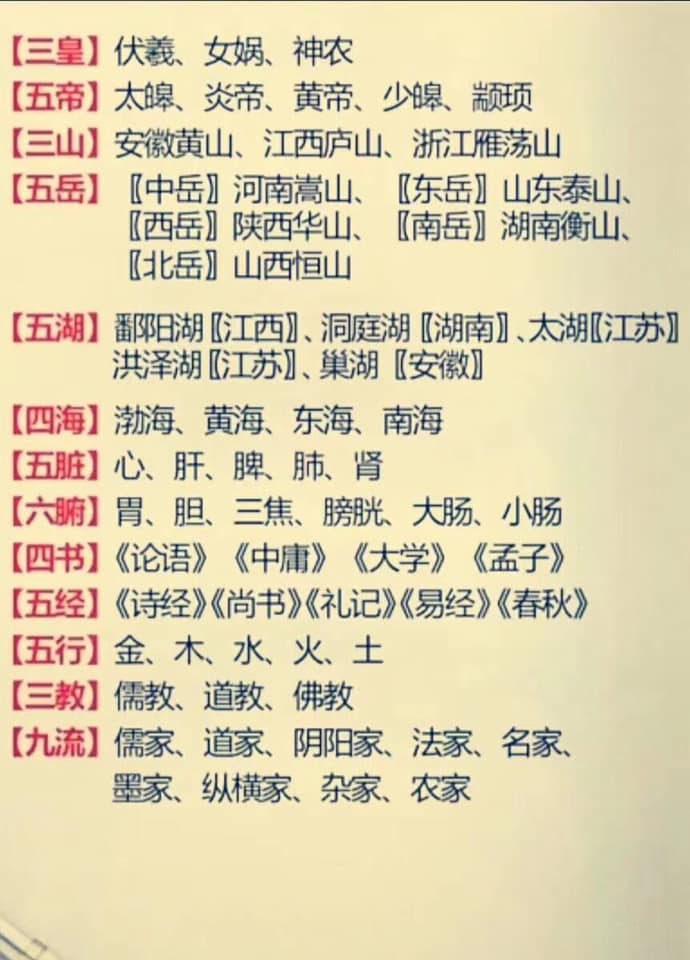 【三皇】伏羲、女娲、神农
【五帝】太皞、炎帝、黄帝、少皞、颛顼
【三山】安徽黄山、江西庐山、浙江雁荡山
【五岳】〖中岳〗河南嵩山、〖东岳〗山东泰山、
〖西岳〗陕西华山、〖南岳〗湖南衡山、
〖北岳〗山西恒山
【五湖】鄱阳湖〖江西〗、洞庭湖〖湖南〗、太湖〖江苏〗
洪泽湖〖江苏〗、巢湖〖安徽〗
【四海】渤海、黄海、东海、南海
【五脏】心、肝、脾、肺、肾
【六腑】胃、胆、三焦、膀胱、大肠、小肠
【四书】《论语》《中庸》《大学》《孟子》
【五经】《诗经》《尚书》《礼记》《易经》《春秋》
【五行】金、木、水、火、土
【三教】儒教、道教、佛教
【九流】儒家、道家、阴阳家、法家、名家、
墨家、纵横家、杂家、农家